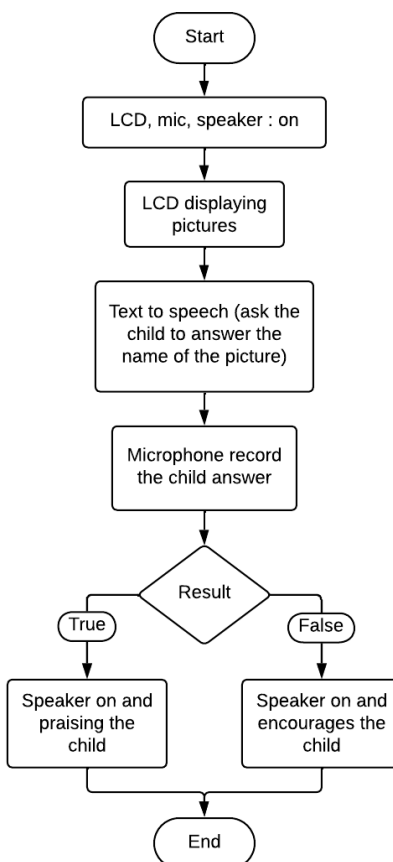 Start
LCD, mic, speaker : on
LCD displaying
pictures
Text to speech (ask the
child to answer the
name of the picture)
Microphone record
the child answer
Result
True
False
Speaker on and
praising the
child
Speaker on and
encourages the
child
End